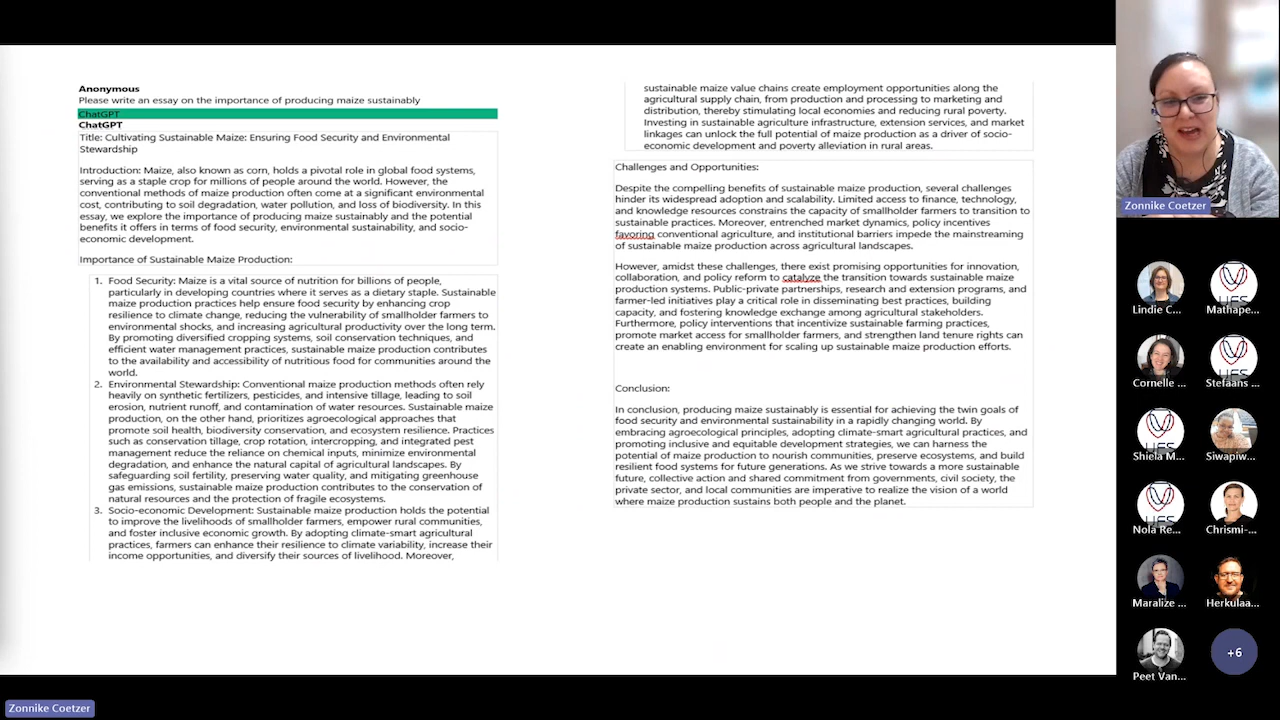 Anonymous
Please write an essay on the importance of producing maize sustainably
ChatGPT
ChatGPT
Title: Cultivating Sustainable Maize: Ensuring Food Security and Environmental
Stewardship
Introduction: Maize, also known as corn, holds a pivotal role in global food systems,
serving as a staple crop for millions of people around the world. However, the
conventional methods of maize production often come at a significant environmental
cost, contributing to soil degradation, water pollution, and loss of biodiversity. In this
essay, we explore the importance of producing maize sustainably and the potential
benefits it offers in terms of food security, environmental sustainability, and socio-
economic development.
Importance of Sustainable Maize Production:
1. Food Security: Maize is a vital source of nutrition for billions of people,
particularly in developing countries where it serves as a dietary staple. Sustainable
maize production practices help ensure food security by enhancing crop
resilience to climate change, reducing the vulnerability of smallholder farmers to
environmental shocks, and increasing agricultural productivity over the long term.
By promoting diversified cropping systems, soil conservation techniques, and
efficient water management practices, sustainable maize production contributes
to the availability and accessibility of nutritious food for communities around the
world.
2. Environmental Stewardship: Conventional maize production methods often rely
heavily on synthetic fertilizers, pesticides, and intensive tillage, leading to soil
erosion, nutrient runoff, and contamination of water resources. Sustainable maize
production, on the other hand, prioritizes agroecological approaches that
promote soil health, biodiversity conservation, and ecosystem resilience. Practices
such as conservation tillage, crop rotation, intercropping, and integrated pest
management reduce the reliance on chemical inputs, minimize environmental
degradation, and enhance the natural capital of agricultural landscapes. By
safeguarding soil fertility, preserving water quality, and mitigating greenhouse
gas emissions, sustainable maize production contributes to the conservation of
natural resources and the protection of fragile ecosystems.
3. Socio-economic Development: Sustainable maize production holds the potential
to improve the livelihoods of smallholder farmers, empower rural communities,
and foster inclusive economic growth. By adopting climate-smart agricultural
practices, farmers can enhance their resilience to climate variability, increase their
income opportunities, and diversify their sources of livelihood. Moreover,
sustainable maize value chains create employment opportunities along the
agricultural supply chain, from production and processing to marketing and
distribution, thereby stimulating local economies and reducing rural poverty.
Investing in sustainable agriculture infrastructure, extension services, and market
linkages can unlock the full potential of maize production as a driver of socio-
economic development and poverty alleviation in rural areas.
Challenges and Opportunities:
Despite the compelling benefits of sustainable maize production, several challenges
hinder its widespread adoption and scalability. Limited access to finance, technology,
and knowledge resources constrains the capacity of smallholder farmers to transition to
sustainable practices. Moreover, entrenched market dynamics, policy incentives
favoring conventional agriculture, and institutional barriers impede the mainstreaming
of sustainable maize production across agricultural landscapes.
However, amidst these challenges, there exist promising opportunities for innovation,
collaboration, and policy reform to catalyze the transition towards sustainable maize
production systems. Public-private partnerships, research and extension programs, and
farmer-led initiatives play a critical role in disseminating best practices, building
capacity, and fostering knowledge exchange among agricultural stakeholders.
Furthermore, policy interventions that incentivize sustainable farming practices,
promote market access for smallholder farmers, and strengthen land tenure rights can
create an enabling environment for scaling up sustainable maize production efforts.
Conclusion:
In conclusion, producing maize sustainably is essential for achieving the twin goals of
food security and environmental sustainability in a rapidly changing world. By
embracing agroecological principles, adopting climate-smart agricultural practices, and
promoting inclusive and equitable development strategies, we can harness the
potential of maize production to nourish communities, preserve ecosystems, and build
resilient food systems for future generations. As we strive towards a more sustainable
future, collective action and shared commitment from governments, civil society, the
private sector, and local communities are imperative to realize the vision of a world
where maize production sustains both people and the planet.
Zonnike Coetzer
Lindie C... Mathape...
Cornelle ... Stefaans ...
Shiela M... Siwapiw...
Nola Re... Chrismi-...
Maralize ... Herkulaa...
Peet Van... +6
Zonnike Coetzer